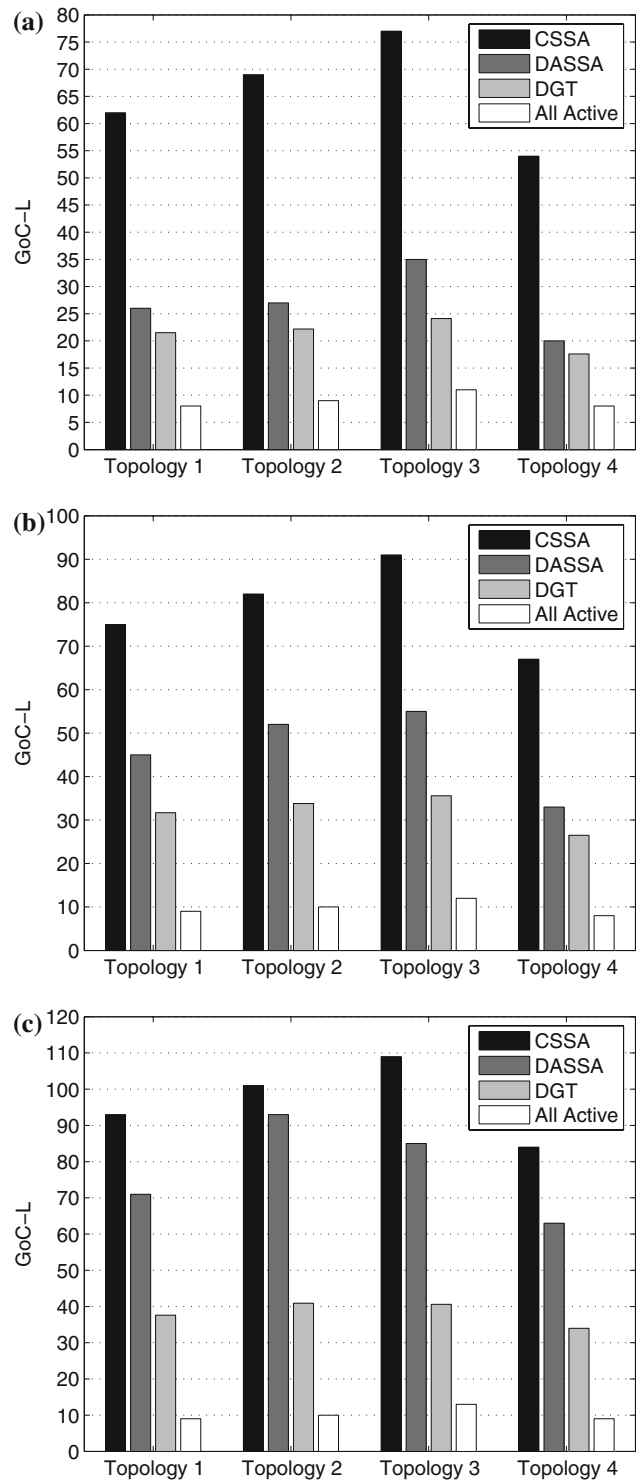 (a)
80
75
70
65
60
55
50
45
40
35
30
25
20
15
10
5
0
GoC-L
CSSA
DASSA
DGT
All Active
Topology 1 Topology 2 Topology 3 Topology 4
(b)
100
90
80
70
60
50
40
30
20
10
0
GoC-L
CSSA
DASSA
DGT
All Active
Topology 1 Topology 2 Topology 3 Topology 4
(c)
120
110
100
90
80
70
60
50
40
30
20
10
0
GoC-L
CSSA
DASSA
DGT
All Active
Topology 1 Topology 2 Topology 3 Topology 4